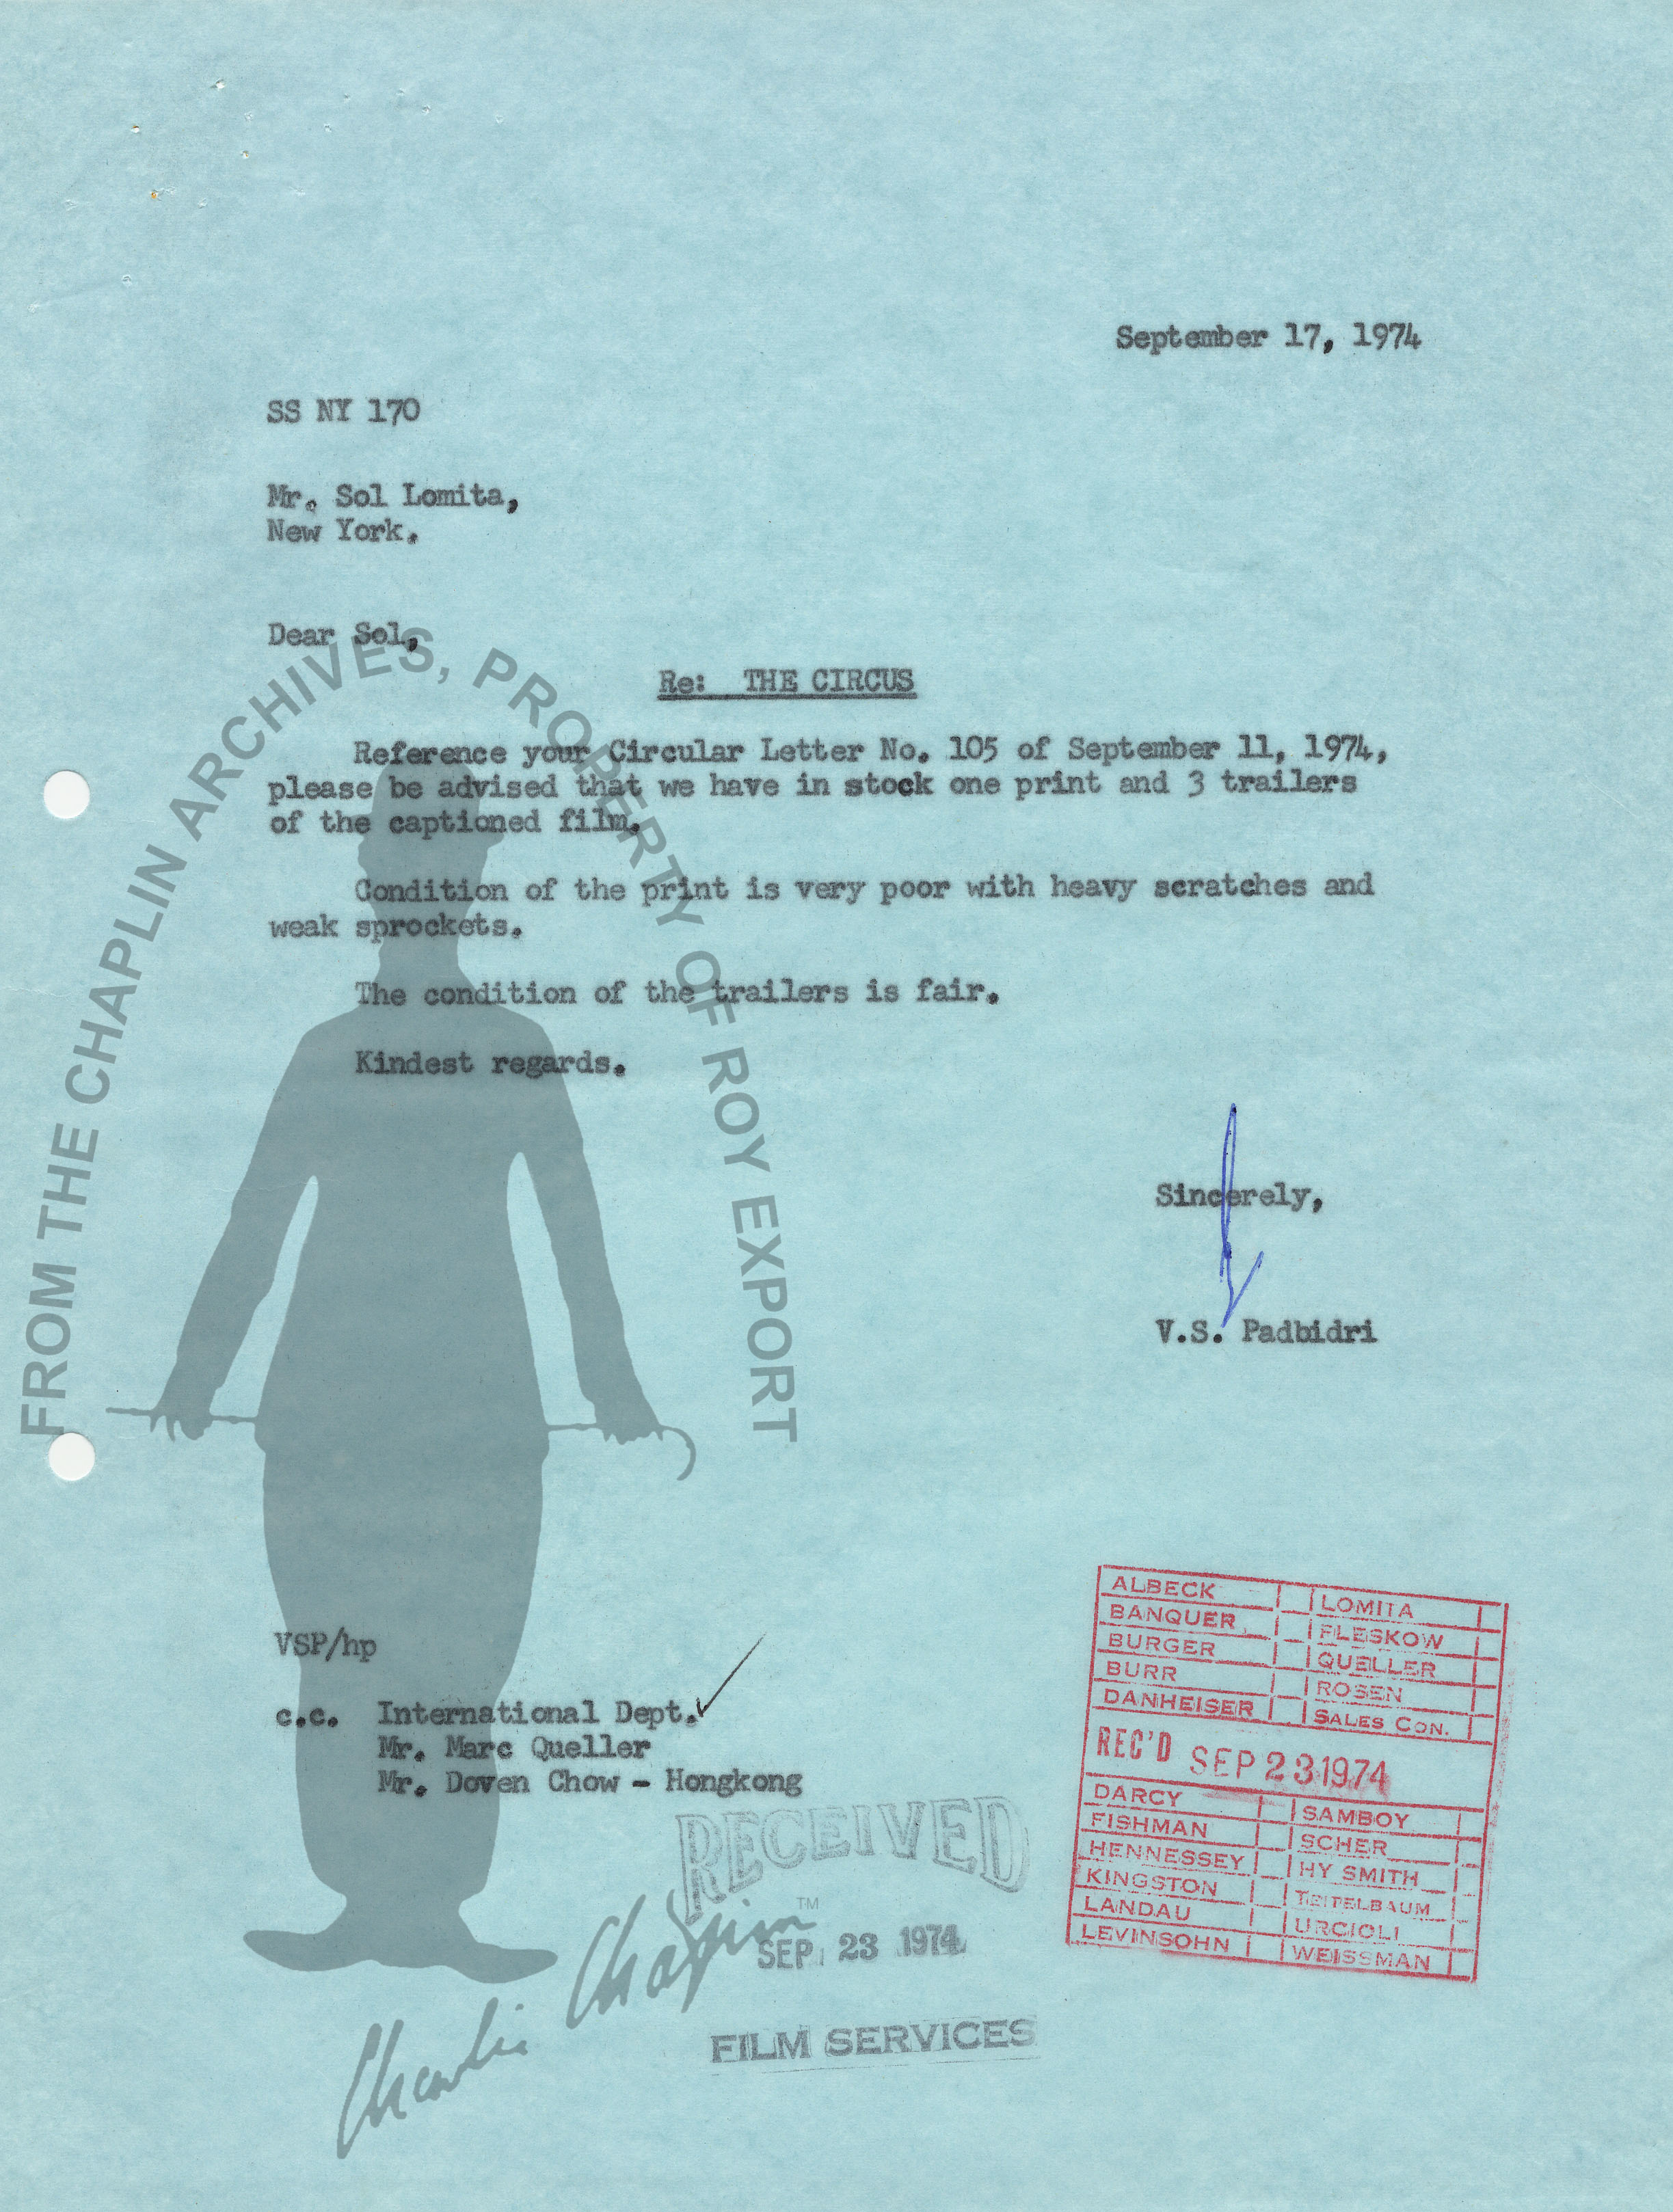 September 17, 1974
SS NY 170
Mr. Sol Lomita,
New York.
Dear Sol,
Re: THE CIRCUS
Reference your Circular Letter No. 105 of September 11, 1974,
please be advised that we have in stock one print and 3 trailers
of the captioned film.
Condition of the print is very poor with heavy scratches and
weak sprockets.
The condition of the trailers is fair.
Kindest regards.
Sincerely,
V.S. Padbidri
VSP/hp
c.c. International Dept.
Mr. Marc Queller
Mr. Doven Chow - Hongkong
ALBECK LOMITA
BANQUER PLESKOW
BURGER QUELLER
BURR ROSEN
DANHEISER SALES CON.
REC'D SEP 23 1974
DARCY SAMBOY
FISHMAN SCHER
HENNESSEY HY SMITH
KINGSTON TEITELBAUM
LANDAU URCIOLI
LEVINSOHN WEISSMAN
RECEIVED
SEP 23 1974
FILM SERVICES
FROM THE CHAPLIN ARCHIVES, PROPERTY OF ROY EXPORT
Charlie Chaplin TM